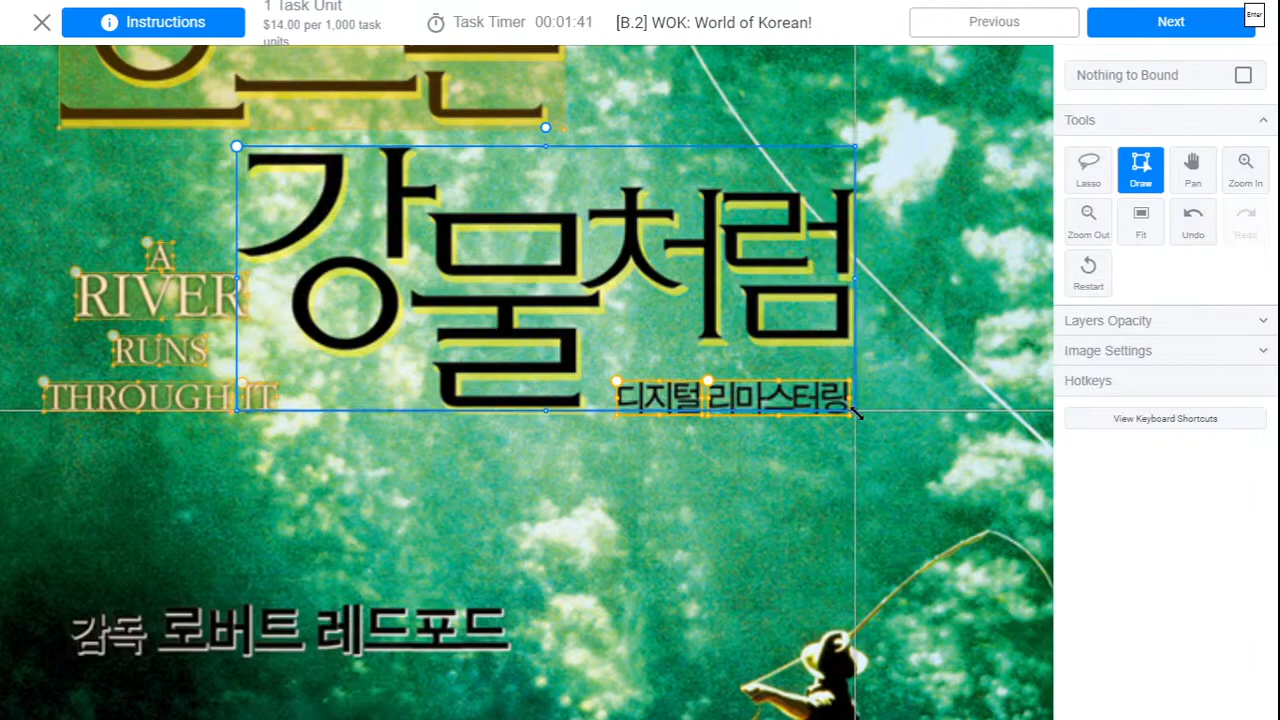 Instructions
1 Task Unit
$14.00 per 1,000 task
units
Task Timer 00:01:41
[B.2] WOK: World of Korean!
Previous
Next
Enter
Nothing to Bound
Tools
Lasso
Draw
Pan
Zoom In
Zoom Out
Fit
Undo
Redo
Restart
Layers Opacity
Image Settings
Hotkeys
View Keyboard Shortcuts
강물처럼
A
RIVER
RUNS
THROUGH IT
디지털 리마스터링
감독 로버트 레드포드